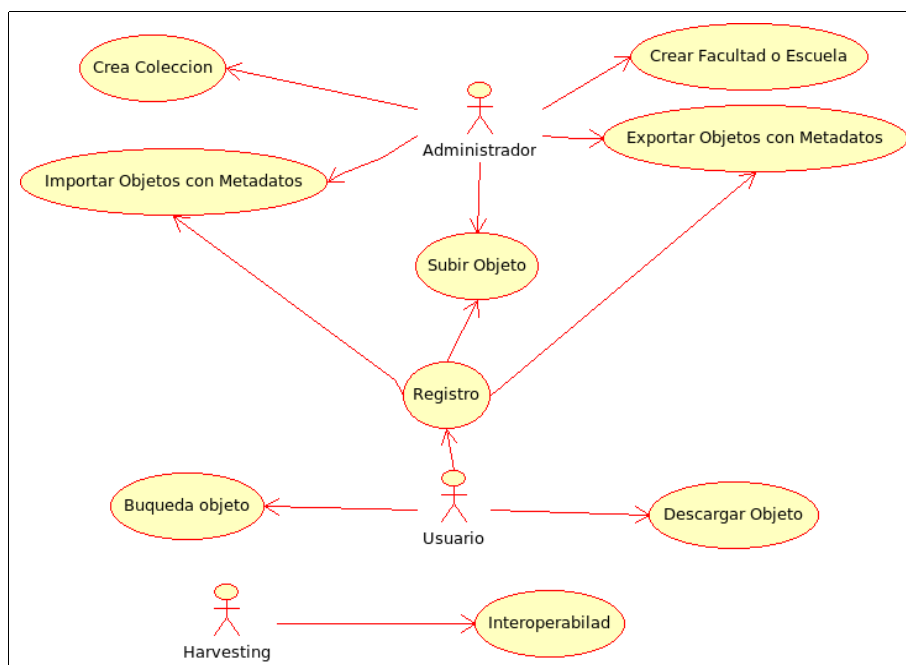 Crea Coleccion
Crear Facultad o Escuela
Administrador
Exportar Objetos con Metadatos
Importar Objetos con Metadatos
Subir Objeto
Registro
Buqueda objeto
Usuario
Descargar Objeto
Harvesting
Interoperabilad